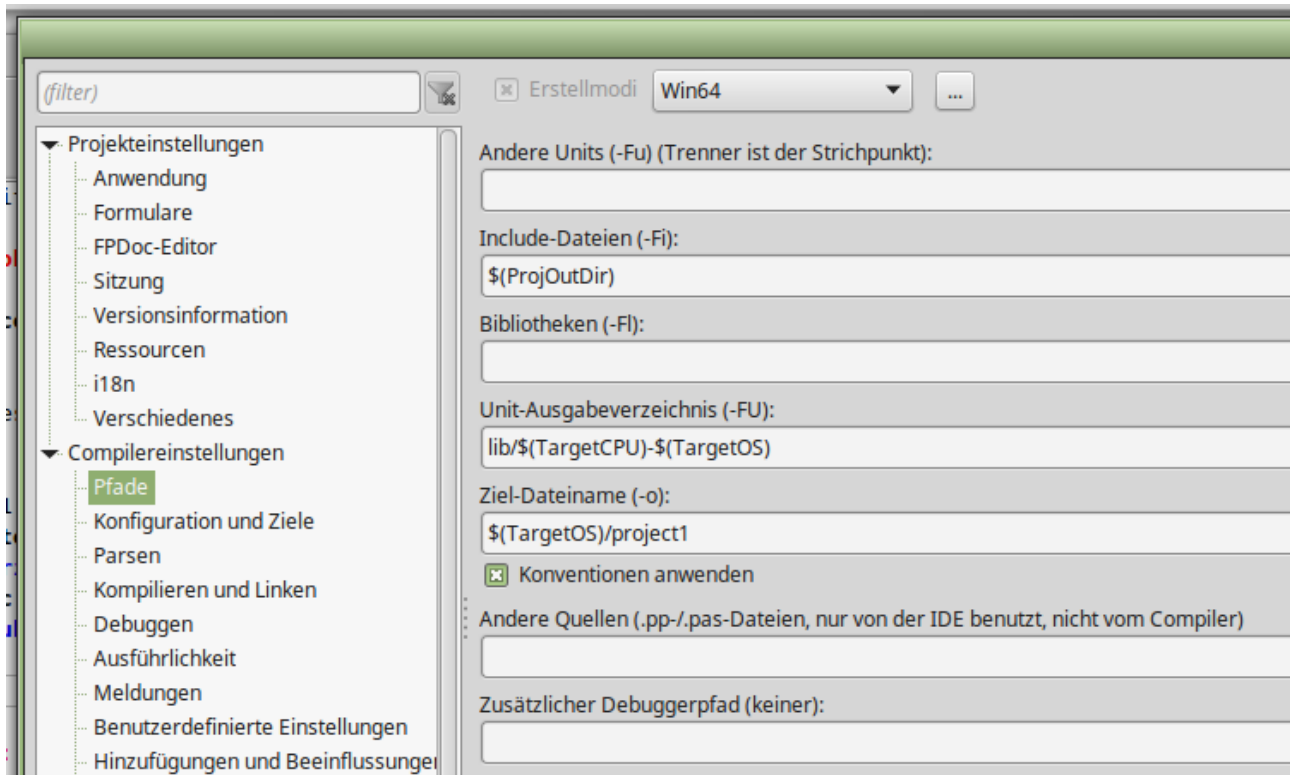 (filter)
Erstellmodi
Win64
...
Projekteinstellungen
Anwendung
Formulare
FPDoc-Editor
Sitzung
Versionsinformation
Ressourcen
i18n
Verschiedenes
Compilereinstellungen
Pfade
Konfiguration und Ziele
Parsen
Kompilieren und Linken
Debuggen
Ausführlichkeit
Meldungen
Benutzerdefinierte Einstellungen
Hinzufügungen und Beeinflussungen
Andere Units (-Fu) (Trenner ist der Strichpunkt):
Include-Dateien (-Fi):
$(ProjOutDir)
Bibliotheken (-Fl):
Unit-Ausgabeverzeichnis (-FU):
lib/$(TargetCPU)-$(TargetOS)
Ziel-Dateiname (-o):
$(TargetOS)/project1
Konventionen anwenden
Andere Quellen (.pp-/.pas-Dateien, nur von der IDE benutzt, nicht vom Compiler)
Zusätzlicher Debuggerpfad (keiner):